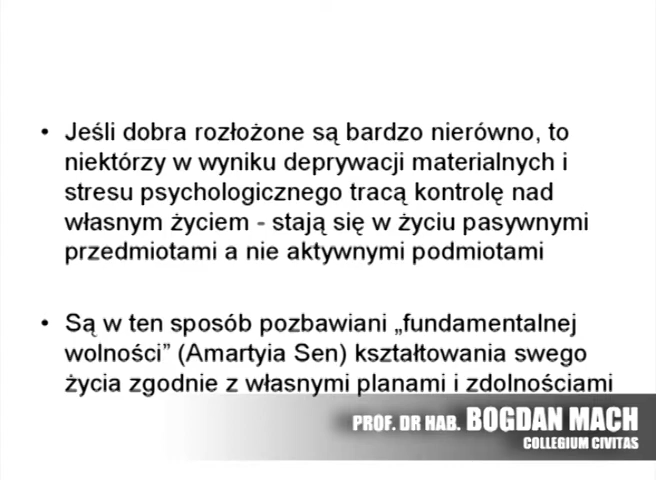 • Jeśli dobra rozłożone są bardzo nierówno, to
niektórzy w wyniku deprywacji materialnych i
stresu psychologicznego tracą kontrolę nad
własnym życiem - stają się w życiu pasywnymi
przedmiotami a nie aktywnymi podmiotami
• Są w ten sposób pozbawiani „fundamentalnej
wolności” (Amartyia Sen) kształtowania swego
życia zgodnie z własnymi planami i zdolnościami
PROF. DR HAB. BOGDAN MACH
COLLEGIUM CIVITAS